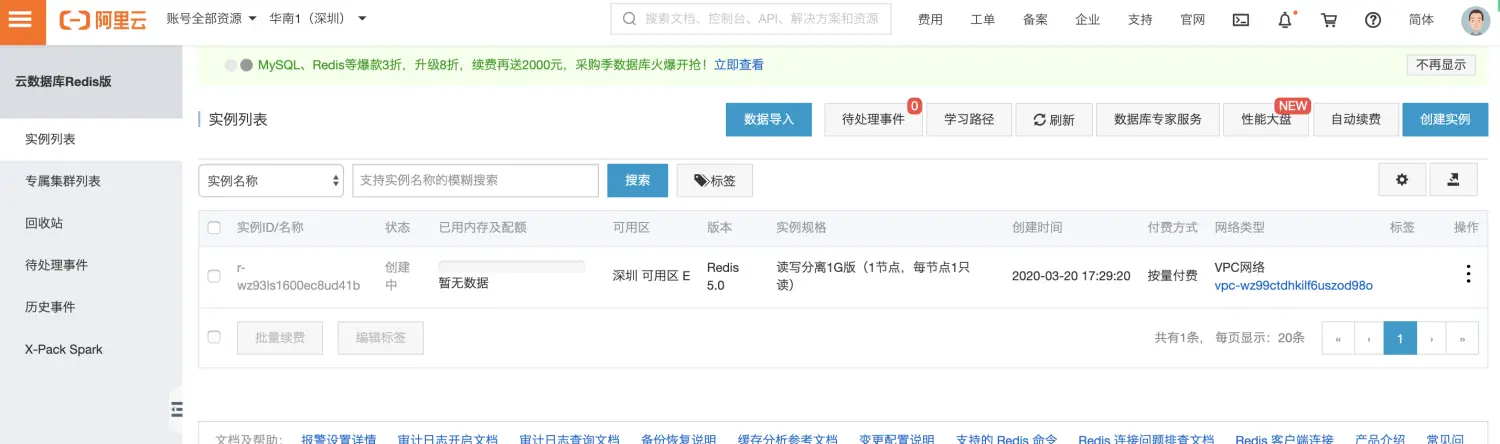 阿里云 账号全部资源 华南1（深圳） 搜索文档、控制台、API、解决方案和资源 费用 工单 备案 企业 支持 官网 简体
云数据库Redis版
MySQL、Redis等爆款3折，升级8折，续费再送2000元，采购季数据库火爆开抢！立即查看 不再显示
实例列表 数据导入 待处理事件 0 学习路径 刷新 数据库专家服务 性能大盘 NEW 自动续费 创建实例
实例列表
专属集群列表
回收站
待处理事件
历史事件
X-Pack Spark
实例名称 支持实例名称的模糊搜索 搜索 标签
实例ID/名称 状态 已用内存及配额 可用区 版本 实例规格 创建时间 付费方式 网络类型 标签 操作
r-
wz93ls1600ec8ud41b
创建
中
暂无数据
深圳 可用区 E
Redis
5.0
读写分离1G版（1节点，每节点1只
读）
2020-03-20 17:29:20
按量付费
VPC网络
vpc-wz99ctdhkilf6uszod98o
批量续费 编辑标签 共有1条， 每页显示：20条 « ‹ 1 › »
文档及帮助： 报警设置详情 审计日志开启文档 审计日志查询文档 备份恢复说明 缓存分析参考文档 变更配置说明 支持的 Redis 命令 Redis 连接问题排查文档 Redis 客户端连接 产品介绍 常见问